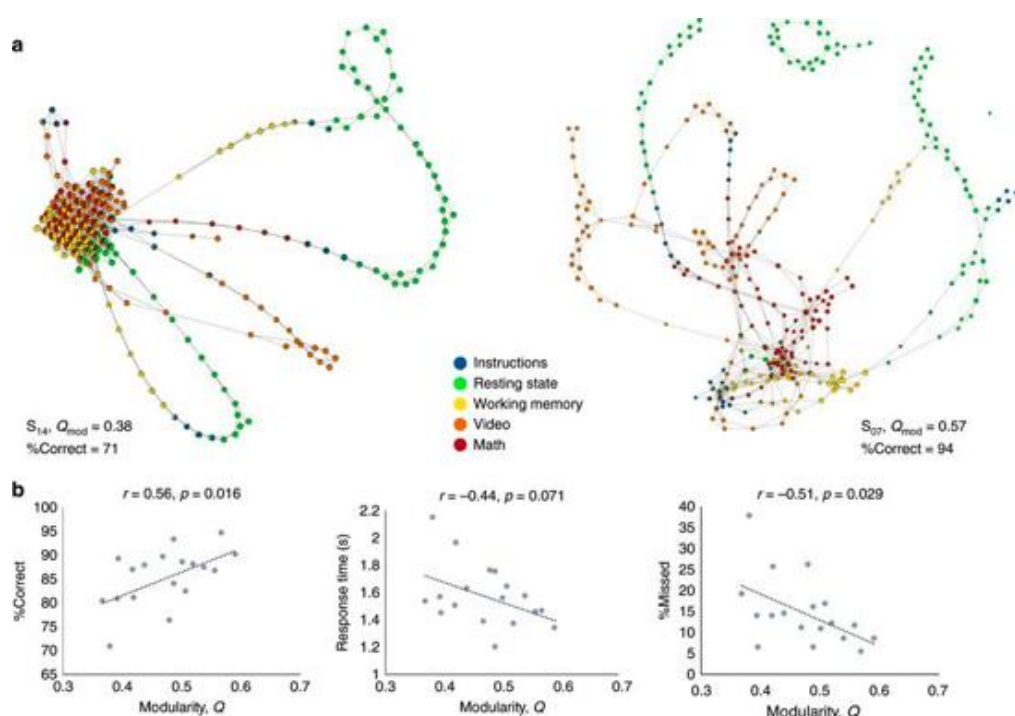 a
Instructions
Resting state
Working memory
Video
Math
S14, Qmod = 0.38
%Correct = 71
S07, Qmod = 0.57
%Correct = 94
b
r = 0.56, p = 0.016
100
95
90
85
80
75
70
65
%Correct
0.3 0.4 0.5 0.6 0.7
Modularity, Q
r = –0.44, p = 0.071
2.2
2
1.8
1.6
1.4
1.2
1
Response time (s)
0.3 0.4 0.5 0.6 0.7
Modularity, Q
r = –0.51, p = 0.029
40
35
30
25
20
15
10
5
0
%Missed
0.3 0.4 0.5 0.6 0.7
Modularity, Q